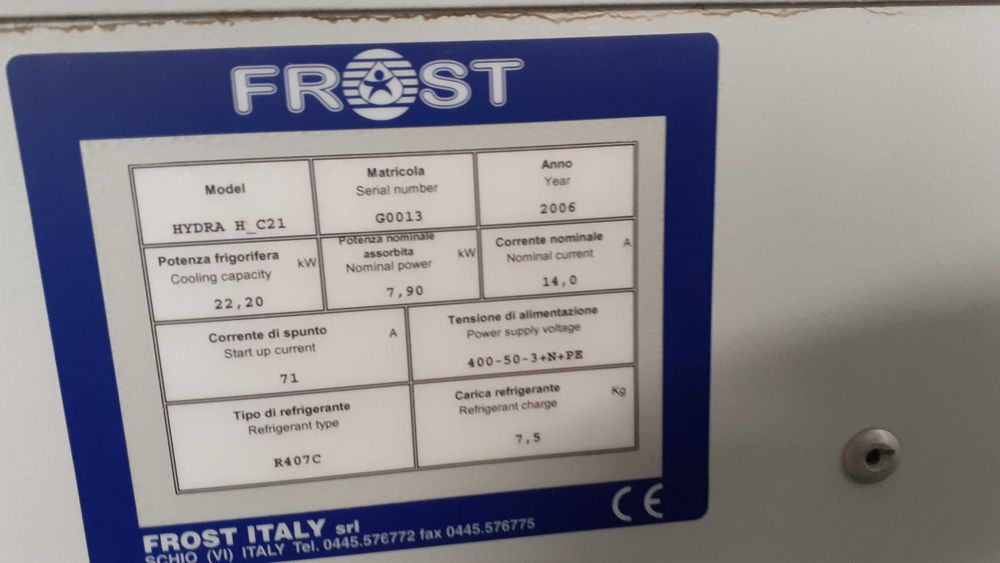 FROST
Model
HYDRA H_C21
Matricola
Serial number
G0013
Anno
Year
2006
Potenza frigorifera
Cooling capacity
kW
22,20
Potenza nominale
assorbita
Nominal power
kW
7,90
Corrente nominale
Nominal current
A
14,0
Corrente di spunto
Start up current
A
71
Tensione di alimentazione
Power supply voltage
400-50-3+N+PE
Tipo di refrigerante
Refrigerant type
R407C
Carica refrigerante
Refrigerant charge
Kg
7,5
CE
FROST ITALY srl
SCHIO (VI) ITALY Tel. 0445.576772 fax 0445.576775